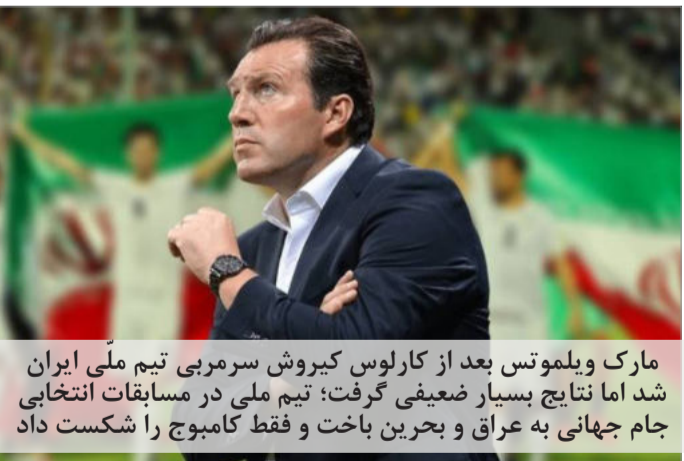 مارک ویلموتس بعد از کارلوس کیروش سرمربی تیم ملّی ایران
شد اما نتایج بسیار ضعیفی گرفت؛ تیم ملی در مسابقات انتخابی
جام جهانی به عراق و بحرین باخت و فقط کامبوج را شکست داد